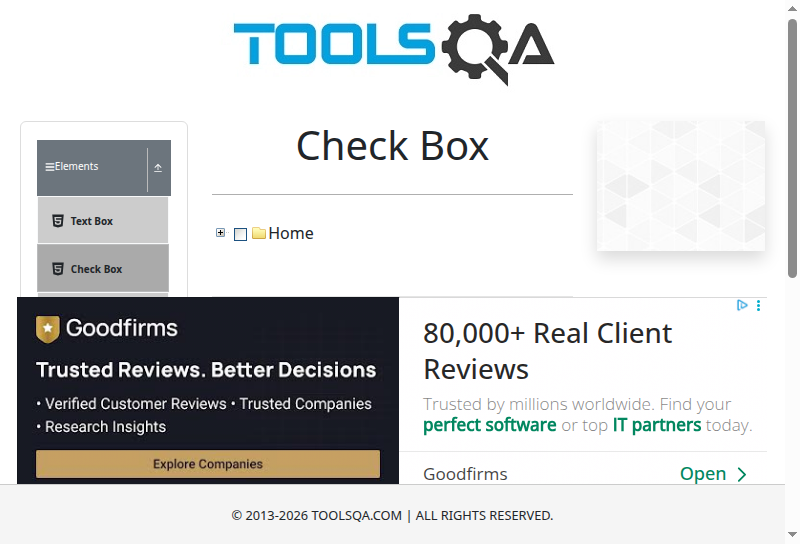 TOOLSQA
Check Box
Elements
Text Box
Check Box
Home
Goodfirms
Trusted Reviews. Better Decisions
• Verified Customer Reviews • Trusted Companies
• Research Insights
Explore Companies
80,000+ Real Client
Reviews
Trusted by millions worldwide. Find your
perfect software or top IT partners today.
Goodfirms
Open
© 2013-2026 TOOLSQA.COM | ALL RIGHTS RESERVED.